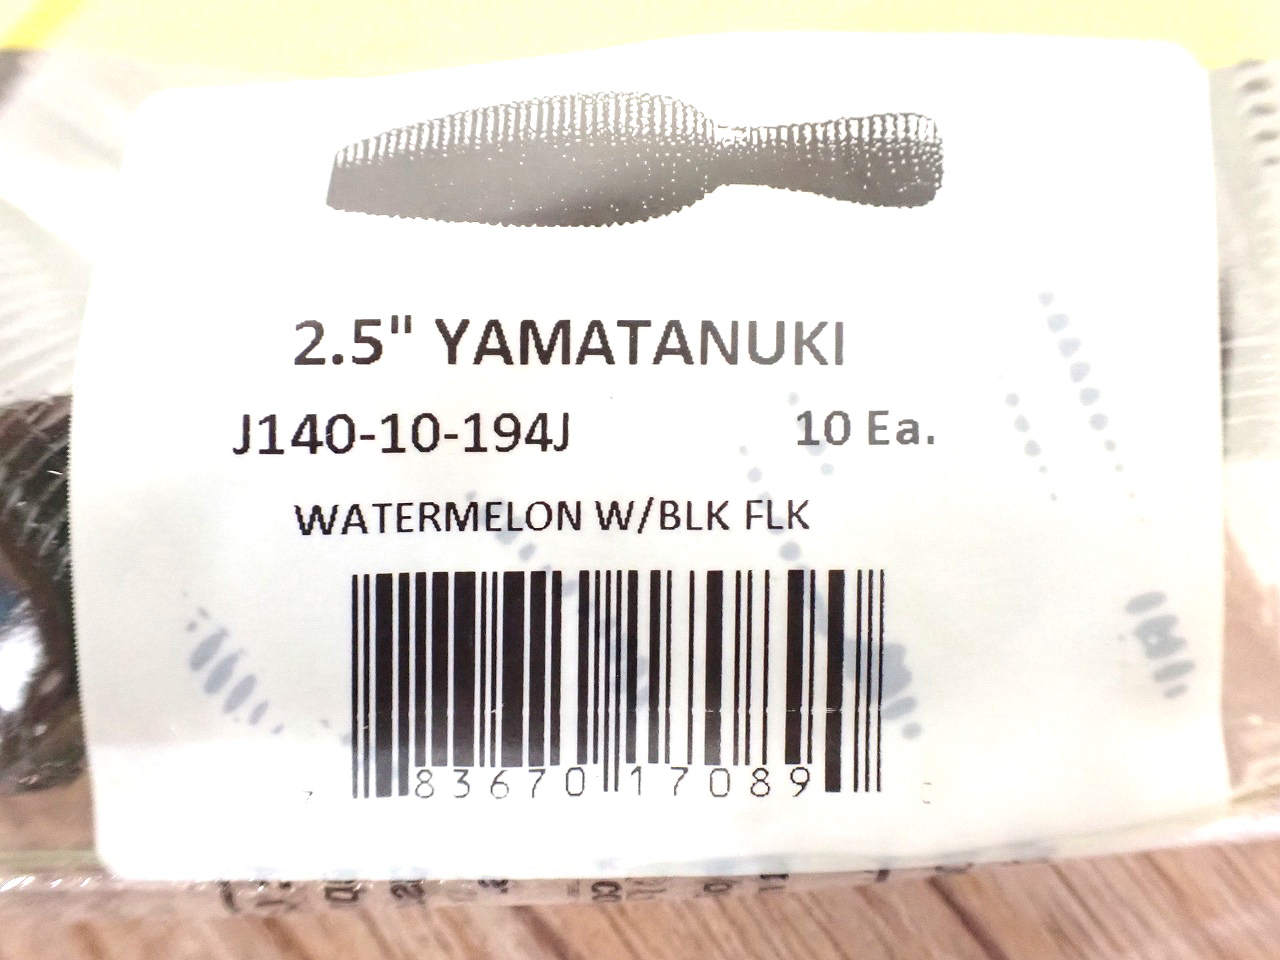 2.5" YAMATANUKI
J140-10-194J 10 Ea.
WATERMELON W/BLK FLK
83670 17089